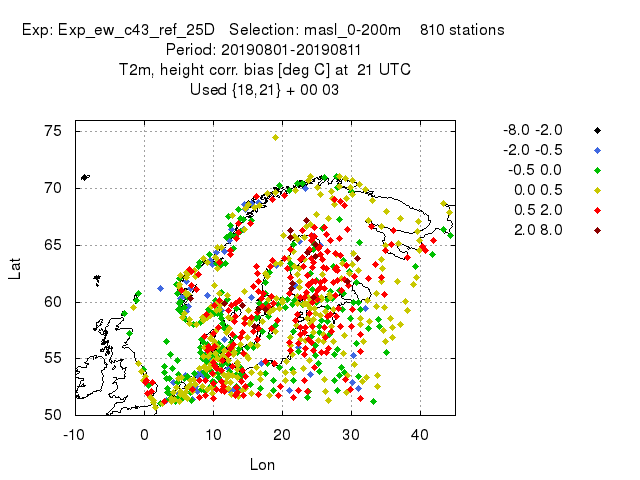 Exp: Exp_ew_c43_ref_25D Selection: masl_0-200m 810 stations
Period: 20190801-20190811
T2m, height corr. bias [deg C] at 21 UTC
Used {18,21} + 00 03
75
70
65
60
55
50
-10 0 10 20 30 40
Lat
Lon
-8.0 -2.0
-2.0 -0.5
-0.5 0.0
0.0 0.5
0.5 2.0
2.0 8.0